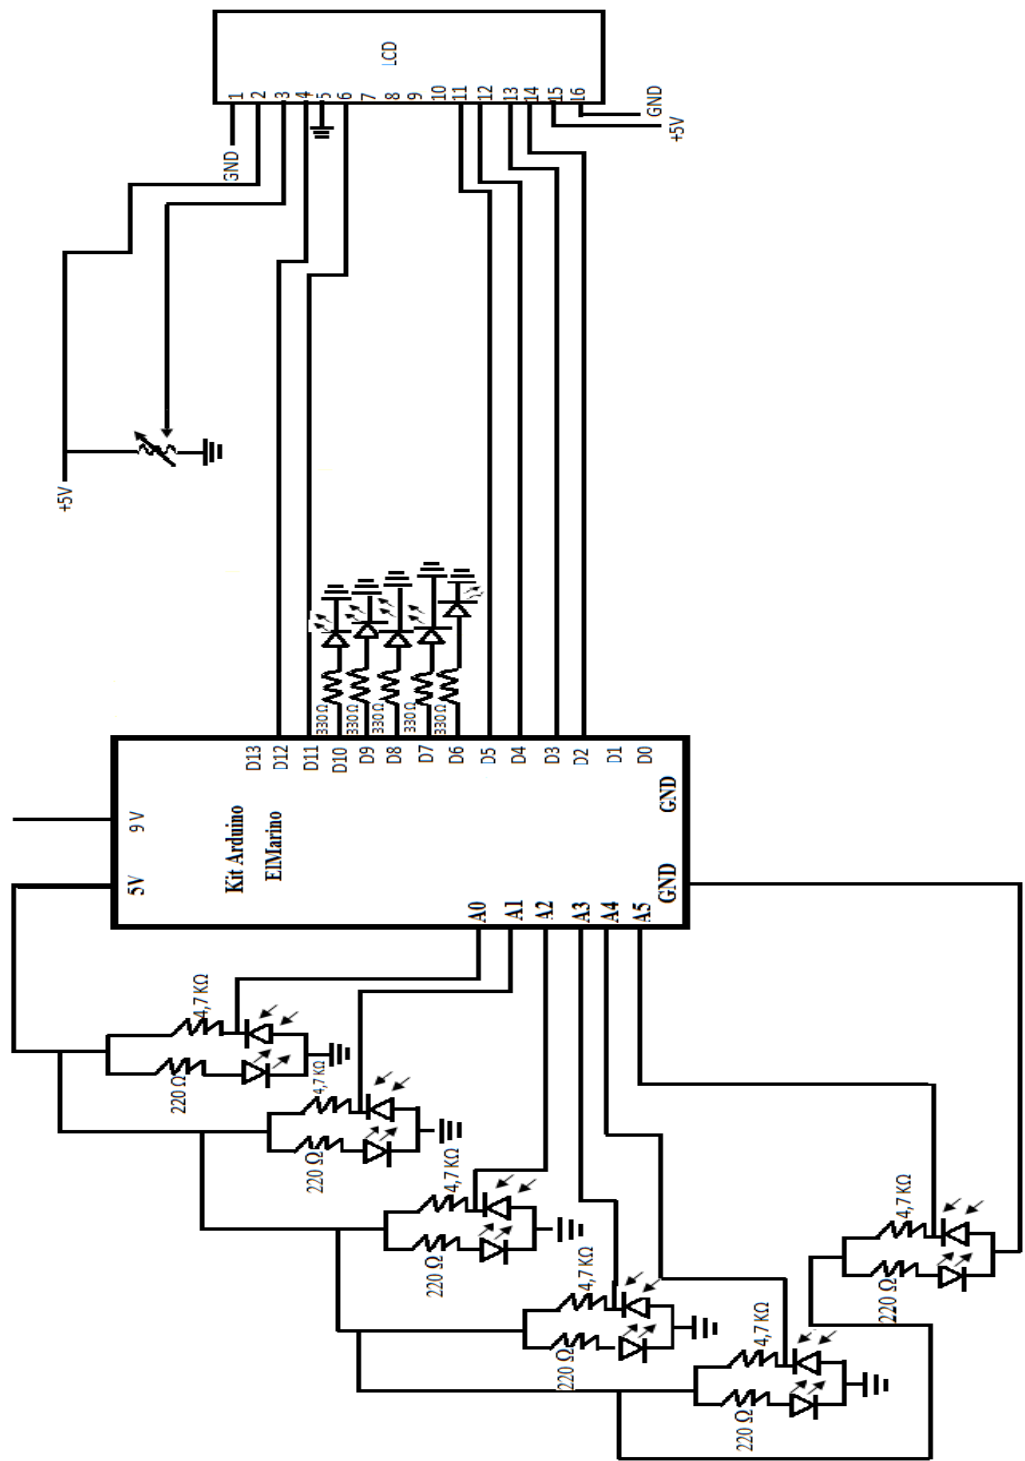 LCD
1
2
3
4
5
6
7
8
9
10
11
12
13
14
15
16
GND
GND
+5V
+5V
330 Ω
330 Ω
330 Ω
330 Ω
330 Ω
D13
D12
D11
D10
D9
D8
D7
D6
D5
D4
D3
D2
D1
D0
9 V
5V
Kit Arduino
ElMarino
GND
GND
A0
A1
A2
A3
A4
A5
4,7 KΩ
220 Ω
4,7 KΩ
220 Ω
4,7 KΩ
220 Ω
4,7 KΩ
220 Ω
4,7 KΩ
220 Ω
4,7 KΩ
220 Ω